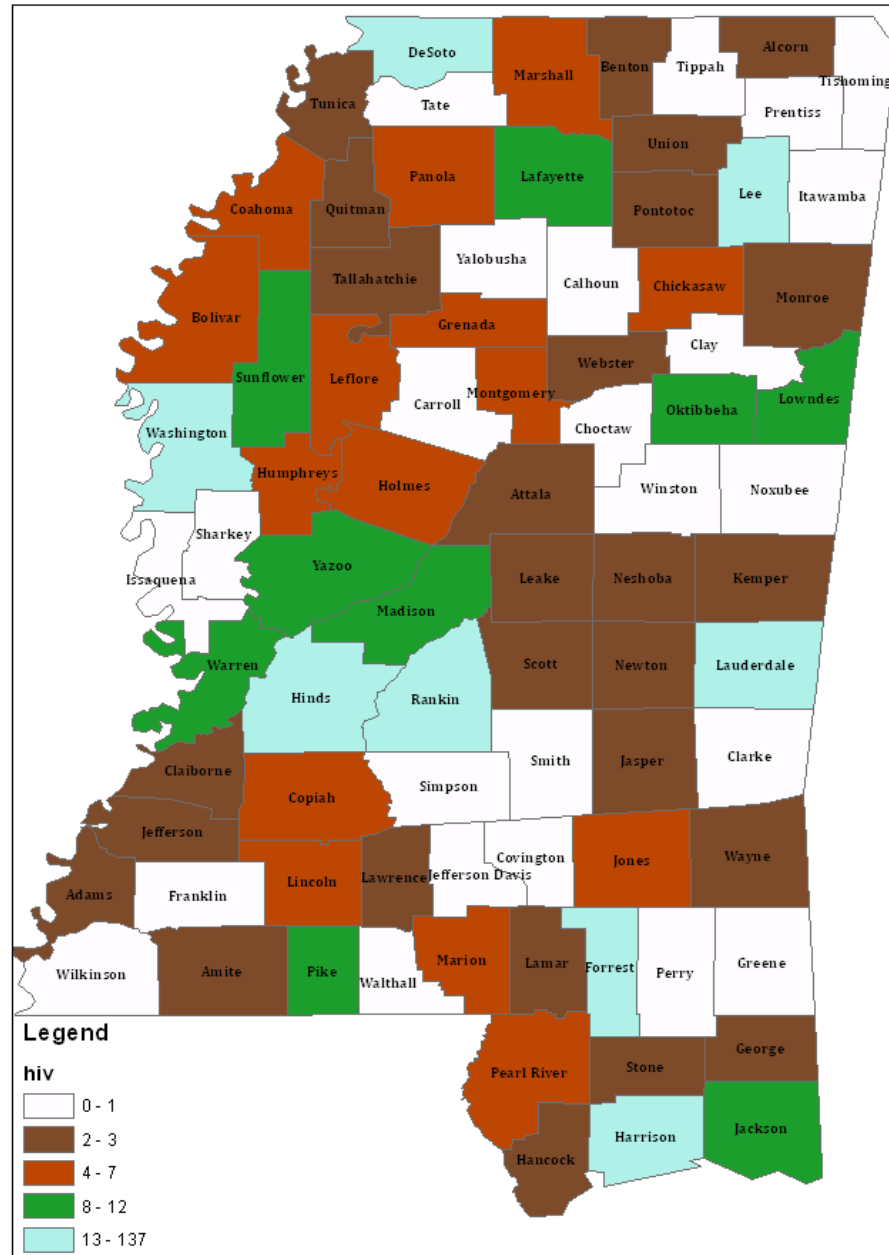 DeSoto
Marshall
Benton
Tippah
Alcorn
Tishoming
Tunica
Tate
Prentiss
Union
Panola
Lafayette
Lee
Itawamba
Coahoma
Quitman
Pontotoc
Yalobusha
Tallahatchie
Calhoun
Chickasaw
Monroe
Bolivar
Grenada
Clay
Sunflower
Leflore
Webster
Carroll
Montgomery
Lowndes
Oktibbeha
Washington
Choctaw
Humphreys
Holmes
Attala
Winston
Noxubee
Sharkey
Issaquena
Yazoo
Leake
Neshoba
Kemper
Madison
Warren
Scott
Newton
Lauderdale
Hinds
Rankin
Claiborne
Smith
Jasper
Clarke
Copiah
Simpson
Jefferson
Covington
Jones
Wayne
Adams
Franklin
Lincoln
Lawrence
Jefferson Davis
Wilkinson
Amite
Pike
Walthall
Marion
Lamar
Forrest
Perry
Greene
Legend
hiv
0 - 1
2 - 3
4 - 7
8 - 12
13 - 137
Pearl River
Stone
George
Hancock
Harrison
Jackson